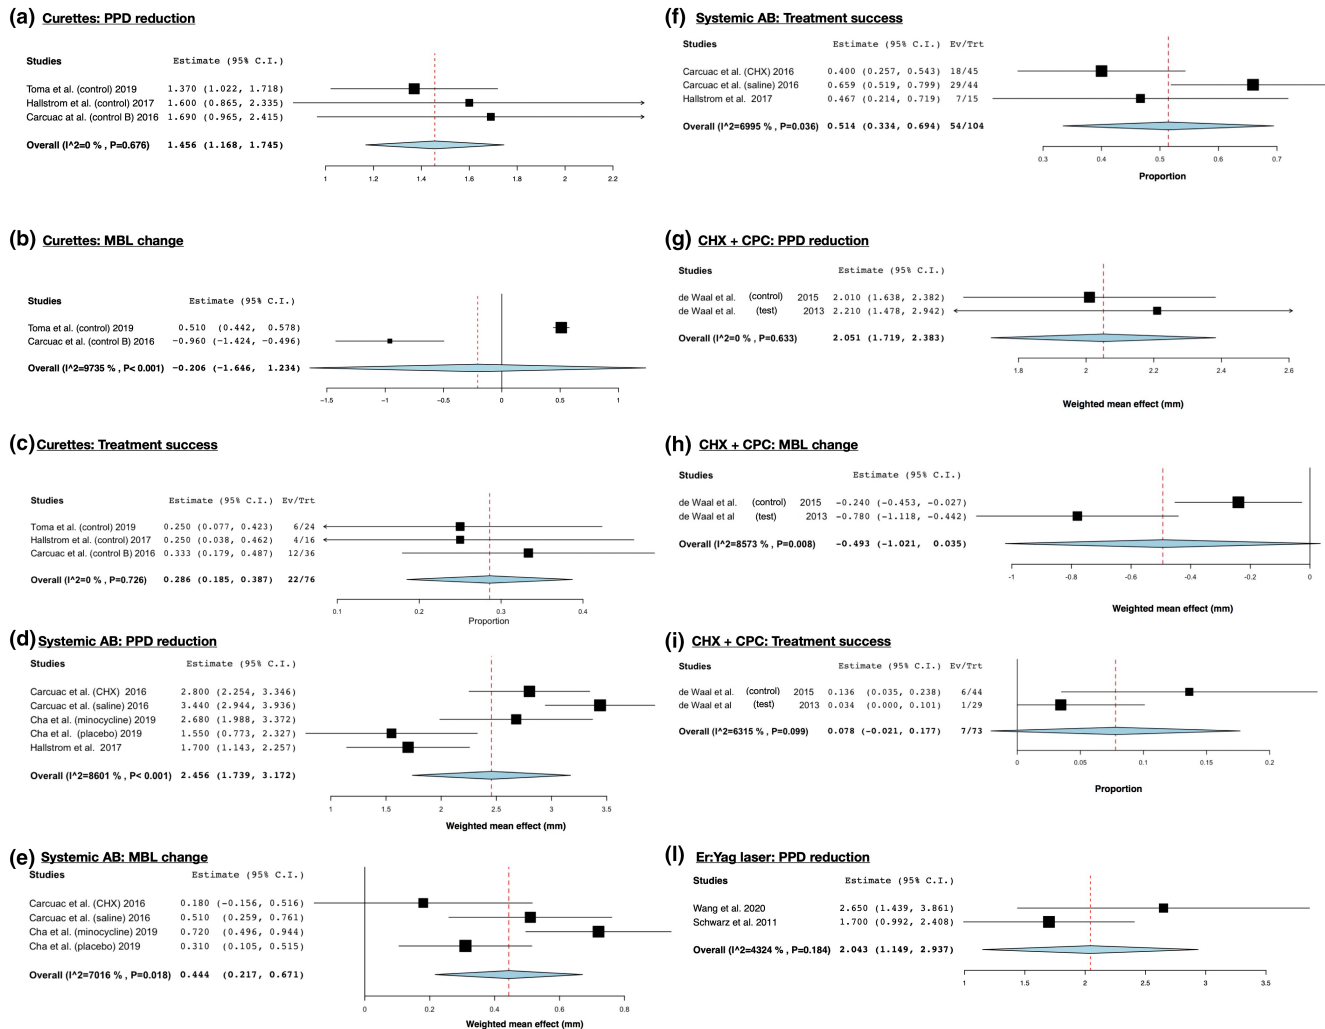 (a) Curettes: PPD reduction
Studies Estimate (95% C.I.)
Toma et al. (control) 2019 1.370 (1.022, 1.718)
Hallstrom et al. (control) 2017 1.600 (0.865, 2.335)
Carcuac at al. (control B) 2016 1.690 (0.965, 2.415)
Overall (I^2=0 % , P=0.676) 1.456 (1.168, 1.745)
1 1.2 1.4 1.6 1.8 2 2.2
(b) Curettes: MBL change
Studies Estimate (95% C.I.)
Toma et al. (control) 2019 0.510 (0.442, 0.578)
Carcuac et al. (control B) 2016 -0.960 (-1.424, -0.496)
Overall (I^2=9735 % , P< 0.001) -0.206 (-1.646, 1.234)
-1.5 -1 -0.5 0 0.5 1
(c) Curettes: Treatment success
Studies Estimate (95% C.I.) Ev/Trt
Toma et al. (control) 2019 0.250 (0.077, 0.423) 6/24
Hallstrom et al. (control) 2017 0.250 (0.038, 0.462) 4/16
Carcuac et al. (control B) 2016 0.333 (0.179, 0.487) 12/36
Overall (I^2=0 % , P=0.726) 0.286 (0.185, 0.387) 22/76
0.1 0.2 0.3 0.4
Proportion
(d) Systemic AB: PPD reduction
Studies Estimate (95% C.I.)
Carcuac et al. (CHX) 2016 2.800 (2.254, 3.346)
Carcuac et al. (saline) 2016 3.440 (2.944, 3.936)
Cha et al. (minocycline) 2019 2.680 (1.988, 3.372)
Cha et al. (placebo) 2019 1.550 (0.773, 2.327)
Hallstrom et al. 2017 1.700 (1.143, 2.257)
Overall (I^2=8601 % , P< 0.001) 2.456 (1.739, 3.172)
1 1.5 2 2.5 3 3.5
Weighted mean effect (mm)
(e) Systemic AB: MBL change
Studies Estimate (95% C.I.)
Carcuac et al. (CHX) 2016 0.180 (-0.156, 0.516)
Carcuac et al. (saline) 2016 0.510 (0.259, 0.761)
Cha et al. (minocycline) 2019 0.720 (0.496, 0.944)
Cha et al. (placebo) 2019 0.310 (0.105, 0.515)
Overall (I^2=7016 % , P=0.018) 0.444 (0.217, 0.671)
0 0.2 0.4 0.6 0.8
Weighted mean effect (mm)
(f) Systemic AB: Treatment success
Studies Estimate (95% C.I.) Ev/Trt
Carcuac et al. (CHX) 2016 0.400 (0.257, 0.543) 18/45
Carcuac et al. (saline) 2016 0.659 (0.519, 0.799) 29/44
Hallstrom et al. 2017 0.467 (0.214, 0.719) 7/15
Overall (I^2=6995 % , P=0.036) 0.514 (0.334, 0.694) 54/104
0.3 0.4 0.5 0.6 0.7
Proportion
(g) CHX + CPC: PPD reduction
Studies Estimate (95% C.I.)
de Waal et al. (control) 2015 2.010 (1.638, 2.382)
de Waal et al. (test) 2013 2.210 (1.478, 2.942)
Overall (I^2=0 % , P=0.633) 2.051 (1.719, 2.383)
1.8 2 2.2 2.4 2.6
Weighted mean effect (mm)
(h) CHX + CPC: MBL change
Studies Estimate (95% C.I.)
de Waal et al. (control) 2015 -0.240 (-0.453, -0.027)
de Waal et al (test) 2013 -0.780 (-1.118, -0.442)
Overall (I^2=8573 % , P=0.008) -0.493 (-1.021, 0.035)
-1 -0.8 -0.6 -0.4 -0.2 0
Weighted mean effect (mm)
(i) CHX + CPC: Treatment success
Studies Estimate (95% C.I.) Ev/Trt
de Waal et al. (control) 2015 0.136 (0.035, 0.238) 6/44
de Waal et al (test) 2013 0.034 (0.000, 0.101) 1/29
Overall (I^2=6315 % , P=0.099) 0.078 (-0.021, 0.177) 7/73
0 0.05 0.1 0.15 0.2
Proportion
(l) Er:Yag laser: PPD reduction
Studies Estimate (95% C.I.)
Wang et al. 2020 2.650 (1.439, 3.861)
Schwarz et al. 2011 1.700 (0.992, 2.408)
Overall (I^2=4324 % , P=0.184) 2.043 (1.149, 2.937)
1 1.5 2 2.5 3 3.5